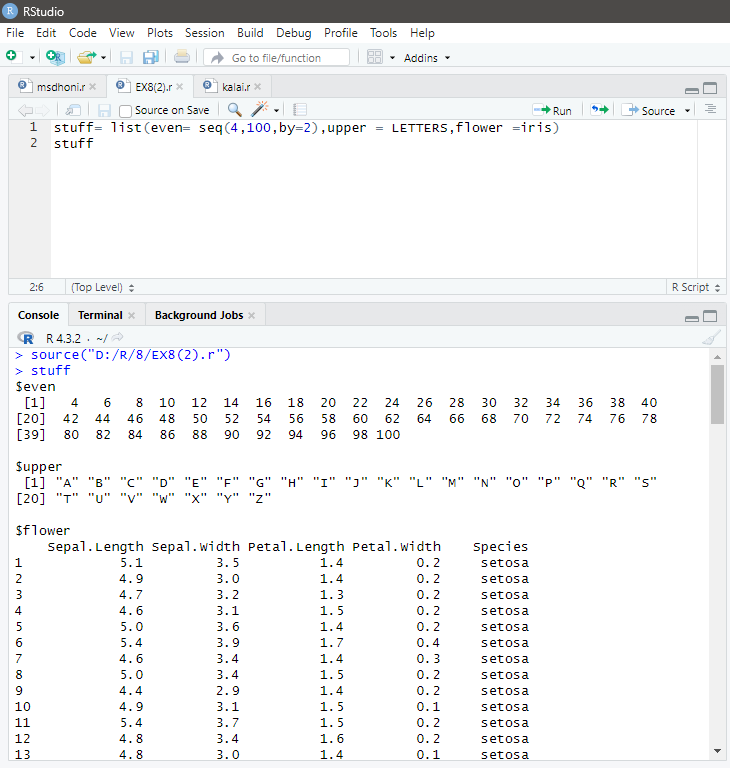 RStudio
File Edit Code View Plots Session Build Debug Profile Tools Help
Go to file/function Addins
msdhoni.r EX8(2).r kalai.r
Source on Save Run Source
1 stuff= list(even= seq(4,100,by=2),upper = LETTERS,flower =iris)
2 stuff
2:6 (Top Level) R Script
Console Terminal Background Jobs
R 4.3.2 · ~/
> source("D:/R/8/EX8(2).r")
> stuff
$even
[1] 4 6 8 10 12 14 16 18 20 22 24 26 28 30 32 34 36 38 40
[20] 42 44 46 48 50 52 54 56 58 60 62 64 66 68 70 72 74 76 78
[39] 80 82 84 86 88 90 92 94 96 98 100
$upper
[1] "A" "B" "C" "D" "E" "F" "G" "H" "I" "J" "K" "L" "M" "N" "O" "P" "Q" "R" "S"
[20] "T" "U" "V" "W" "X" "Y" "Z"
$flower
Sepal.Length Sepal.Width Petal.Length Petal.Width Species
1 5.1 3.5 1.4 0.2 setosa
2 4.9 3.0 1.4 0.2 setosa
3 4.7 3.2 1.3 0.2 setosa
4 4.6 3.1 1.5 0.2 setosa
5 5.0 3.6 1.4 0.2 setosa
6 5.4 3.9 1.7 0.4 setosa
7 4.6 3.4 1.4 0.3 setosa
8 5.0 3.4 1.5 0.2 setosa
9 4.4 2.9 1.4 0.2 setosa
10 4.9 3.1 1.5 0.1 setosa
11 5.4 3.7 1.5 0.2 setosa
12 4.8 3.4 1.6 0.2 setosa
13 4.8 3.0 1.4 0.1 setosa